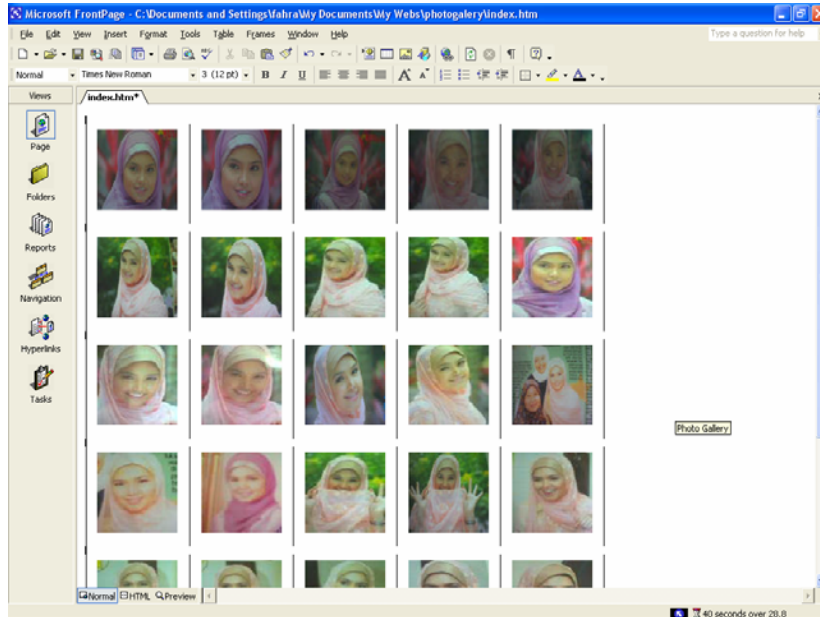 Microsoft FrontPage - C:\Documents and Settings\fahra\My Documents\My Webs\photogalery\index.htm
File Edit View Insert Format Tools Table Frames Window Help Type a question for help
Normal Times New Roman 3 (12 pt) B I U A A A
Views index.htm*
Page
Folders
Reports
Navigation
Hyperlinks
Tasks
Photo Gallery
Normal HTML Preview
40 seconds over 28.8